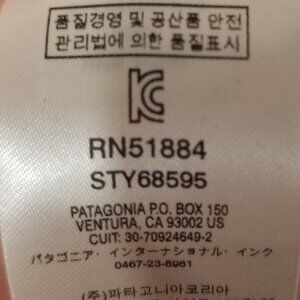 품질경영 및 공산품 안전
관리법에 의한 품질표시
RN51884
STY68595
PATAGONIA P.O. BOX 150
VENTURA, CA 93002 US
CUIT: 30-70924649-2
パタゴニア・インターナショナル・インク
0467-23-8961
(주)파타고니아코리아